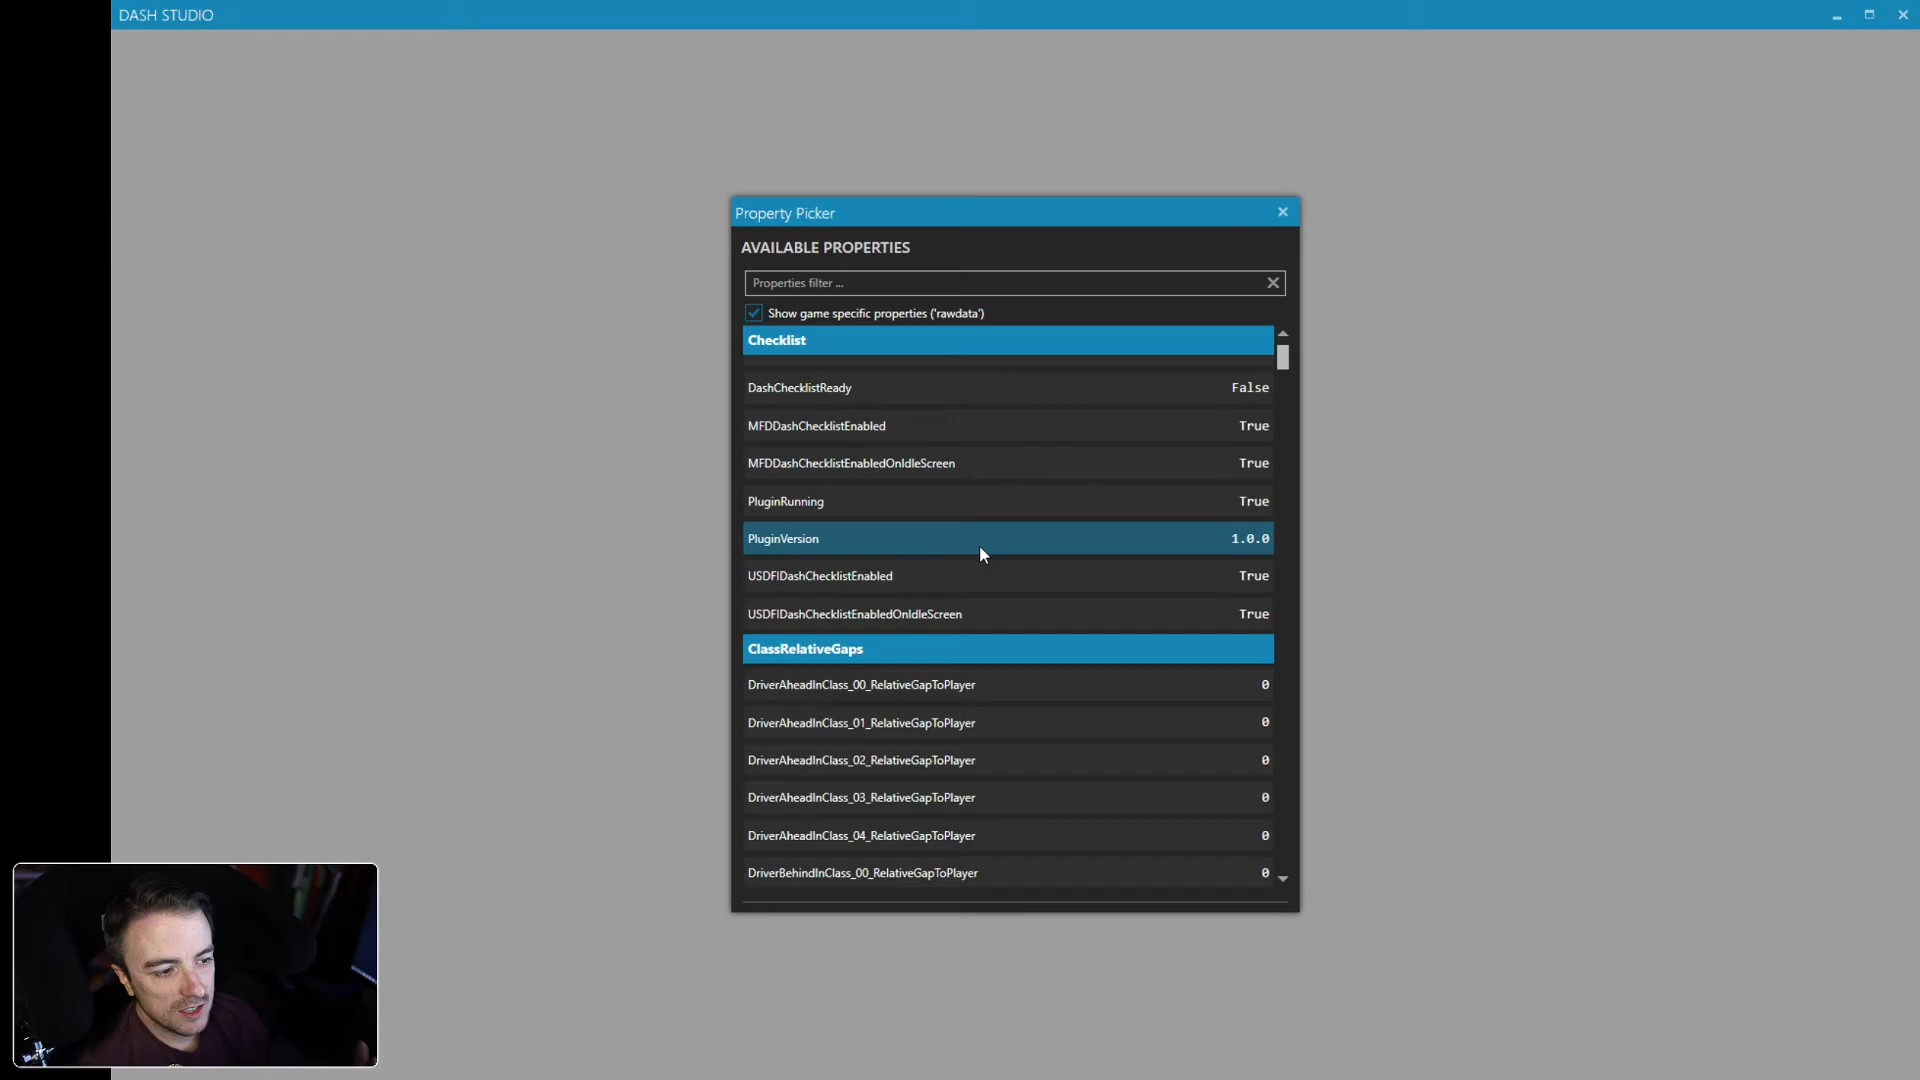 DASH STUDIO
Property Picker
AVAILABLE PROPERTIES
Properties filter ...
Show game specific properties ('rawdata')
Checklist
DashChecklistReady False
MFDDashChecklistEnabled True
MFDDashChecklistEnabledOnIdleScreen True
PluginRunning True
PluginVersion 1.0.0
USDFIDashChecklistEnabled True
USDFIDashChecklistEnabledOnIdleScreen True
ClassRelativeGaps
DriverAheadInClass_00_RelativeGapToPlayer 0
DriverAheadInClass_01_RelativeGapToPlayer 0
DriverAheadInClass_02_RelativeGapToPlayer 0
DriverAheadInClass_03_RelativeGapToPlayer 0
DriverAheadInClass_04_RelativeGapToPlayer 0
DriverBehindInClass_00_RelativeGapToPlayer 0